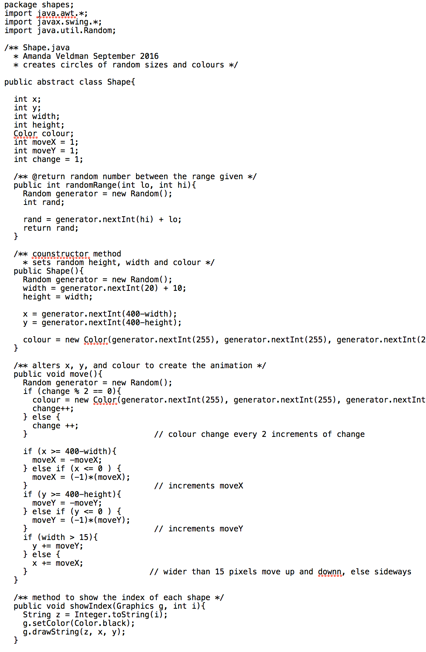 package shapes;
import java.awt.*;
import javax.swing.*;
import java.util.Random;
/** Shape.java
* Amanda Veldman September 2016
* creates circles of random sizes and colours */
public abstract class Shape{
int x;
int y;
int width;
int height;
Color colour;
int moveX = 1;
int moveY = 1;
int change = 1;
/** @return random number between the range given */
public int randomRange(int lo, int hi){
Random generator = new Random();
int rand;
rand = generator.nextInt(hi) + lo;
return rand;
}
/** counstructor method
* sets random height, width and colour */
public Shape(){
Random generator = new Random();
width = generator.nextInt(20) + 10;
height = width;
x = generator.nextInt(400-width);
y = generator.nextInt(400-height);
colour = new Color(generator.nextInt(255), generator.nextInt(255), generator.nextInt(2
}
/** alters x, y, and colour to create the animation */
public void move(){
Random generator = new Random();
if (change % 2 == 0){
colour = new Color(generator.nextInt(255), generator.nextInt(255), generator.nextInt
change++;
} else {
change ++;
} // colour change every 2 increments of change
if (x >= 400-width){
moveX = -moveX;
} else if (x <= 0 ) {
moveX = (-1)*(moveX);
} // increments moveX
if (y >= 400-height){
moveY = -moveY;
} else if (y <= 0 ) {
moveY = (-1)*(moveY);
} // increments moveY
if (width > 15){
y += moveY;
} else {
x += moveX;
} // wider than 15 pixels move up and downn, else sideways
}
/** method to show the index of each shape */
public void showIndex(Graphics g, int i){
String z = Integer.toString(i);
g.setColor(Color.black);
g.drawString(z, x, y);
}